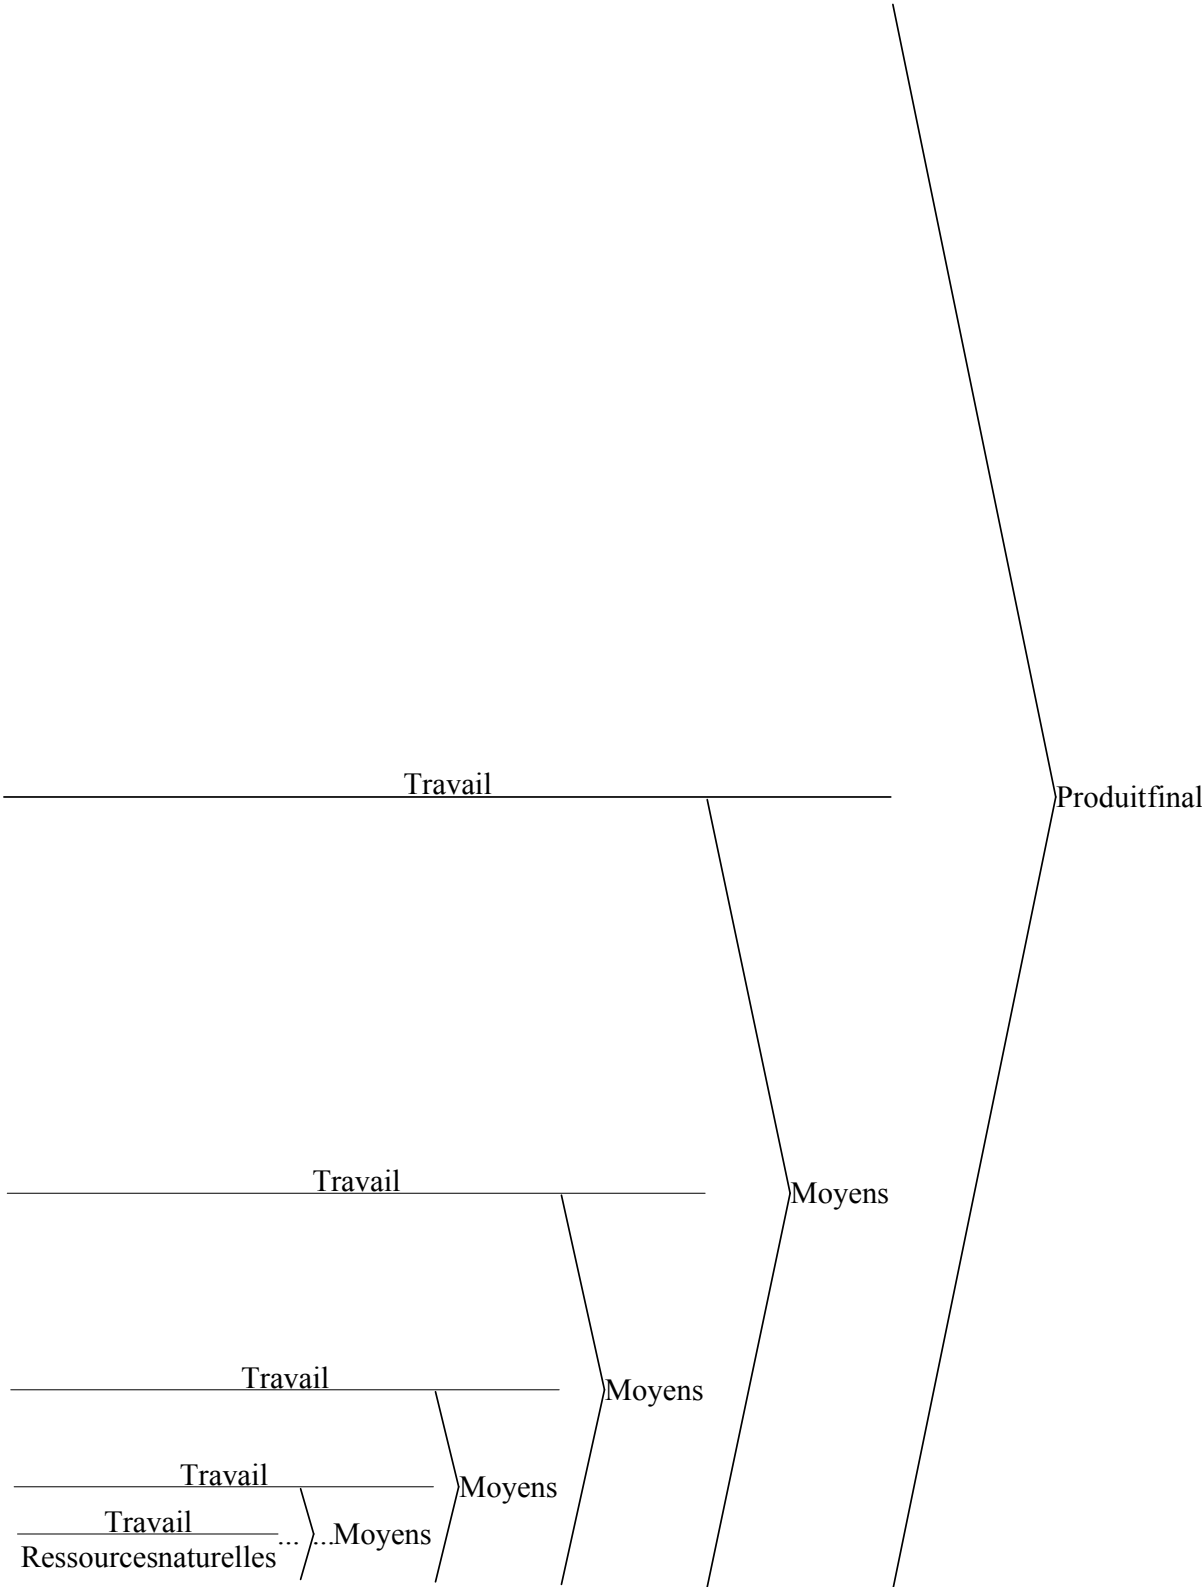 Travail
Produitfinal
Travail
Moyens
Travail
Moyens
Travail
Moyens
Travail
... ...Moyens
Ressourcesnaturelles